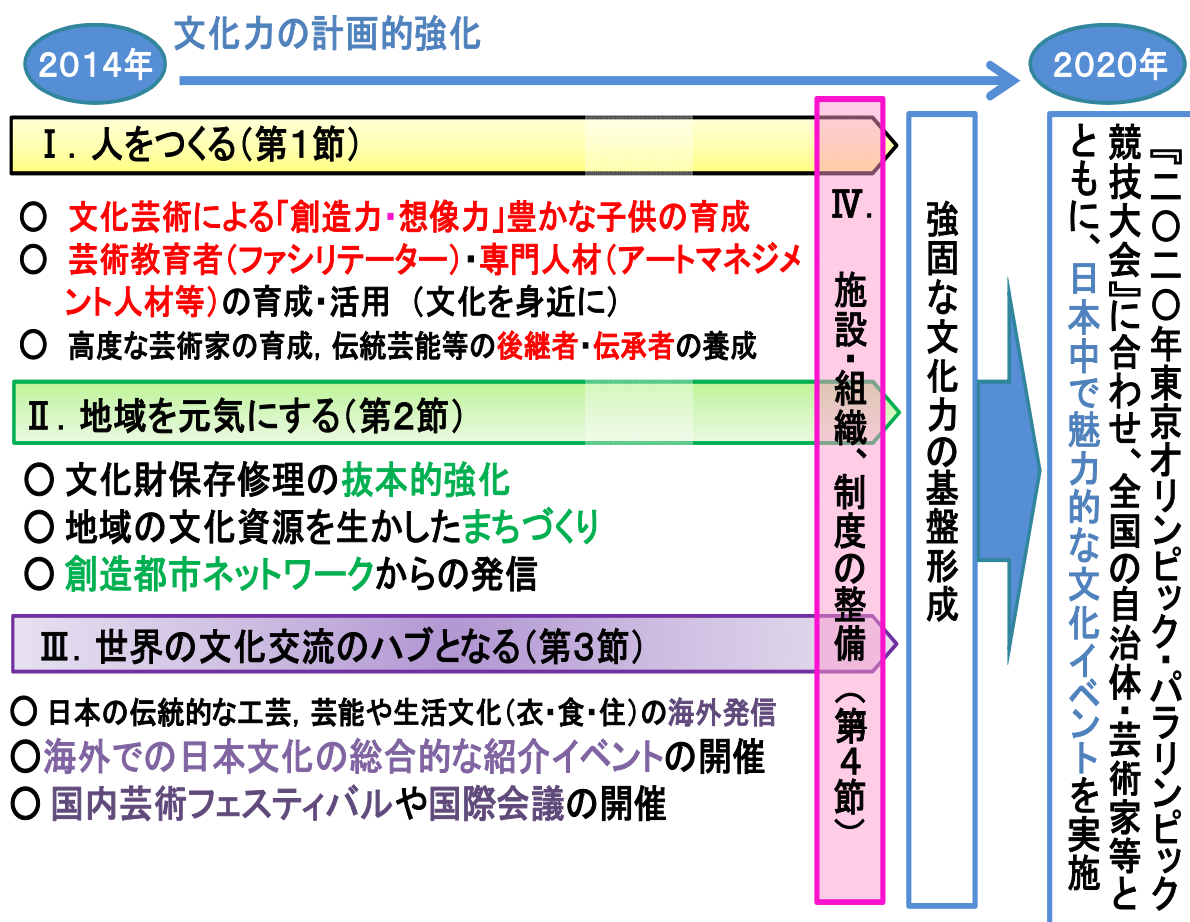 2014年
文化力の計画的強化
2020年
Ⅰ．人をつくる（第１節）
○ 文化芸術による「創造力・想像力」豊かな子供の育成
○ 芸術教育者（ファシリテーター）・専門人材（アートマネジメ
ント人材等）の育成・活用 （文化を身近に）
○ 高度な芸術家の育成，伝統芸能等の後継者・伝承者の養成
Ⅱ．地域を元気にする（第２節）
○ 文化財保存修理の抜本的強化
○ 地域の文化資源を生かしたまちづくり
○ 創造都市ネットワークからの発信
Ⅲ．世界の文化交流のハブとなる（第３節）
○ 日本の伝統的な工芸，芸能や生活文化（衣・食・住）の海外発信
○海外での日本文化の総合的な紹介イベントの開催
○ 国内芸術フェスティバルや国際会議の開催
Ⅳ． 施設・組織、制度の整備（第４節）
強固な文化力の基盤形成
『二〇二〇年東京オリンピック・パラリンピック
競技大会』に合わせ、全国の自治体・芸術家等と
ともに、日本中で魅力的な文化イベントを実施